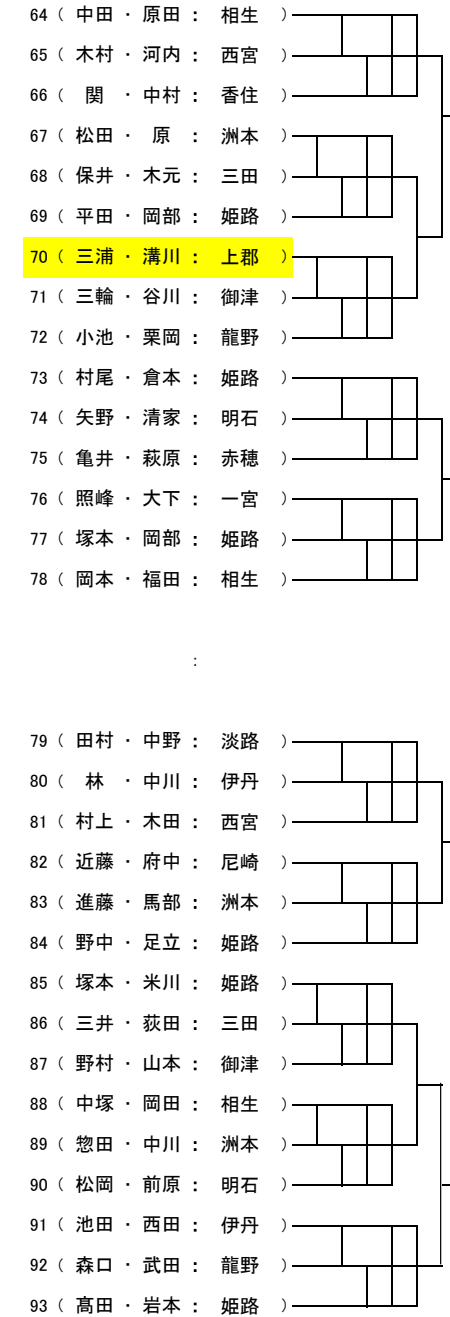 64（ 中田 ・ 原田 ： 相生 ）
65（ 木村 ・ 河内 ： 西宮 ）
66（ 関 ・ 中村 ： 香住 ）
67（ 松田 ・ 原 ： 洲本 ）
68（ 保井 ・ 木元 ： 三田 ）
69（ 平田 ・ 岡部 ： 姫路 ）
70（ 三浦 ・ 溝川 ： 上郡 ）
71（ 三輪 ・ 谷川 ： 御津 ）
72（ 小池 ・ 栗岡 ： 龍野 ）
73（ 村尾 ・ 倉本 ： 姫路 ）
74（ 矢野 ・ 清家 ： 明石 ）
75（ 亀井 ・ 萩原 ： 赤穂 ）
76（ 照峰 ・ 大下 ： 一宮 ）
77（ 塚本 ・ 岡部 ： 姫路 ）
78（ 岡本 ・ 福田 ： 相生 ）
：
79（ 田村 ・ 中野 ： 淡路 ）
80（ 林 ・ 中川 ： 伊丹 ）
81（ 村上 ・ 木田 ： 西宮 ）
82（ 近藤 ・ 府中 ： 尼崎 ）
83（ 進藤 ・ 馬部 ： 洲本 ）
84（ 野中 ・ 足立 ： 姫路 ）
85（ 塚本 ・ 米川 ： 姫路 ）
86（ 三井 ・ 荻田 ： 三田 ）
87（ 野村 ・ 山本 ： 御津 ）
88（ 中塚 ・ 岡田 ： 相生 ）
89（ 惣田 ・ 中川 ： 洲本 ）
90（ 松岡 ・ 前原 ： 明石 ）
91（ 池田 ・ 西田 ： 伊丹 ）
92（ 森口 ・ 武田 ： 龍野 ）
93（ 髙田 ・ 岩本 ： 姫路 ）